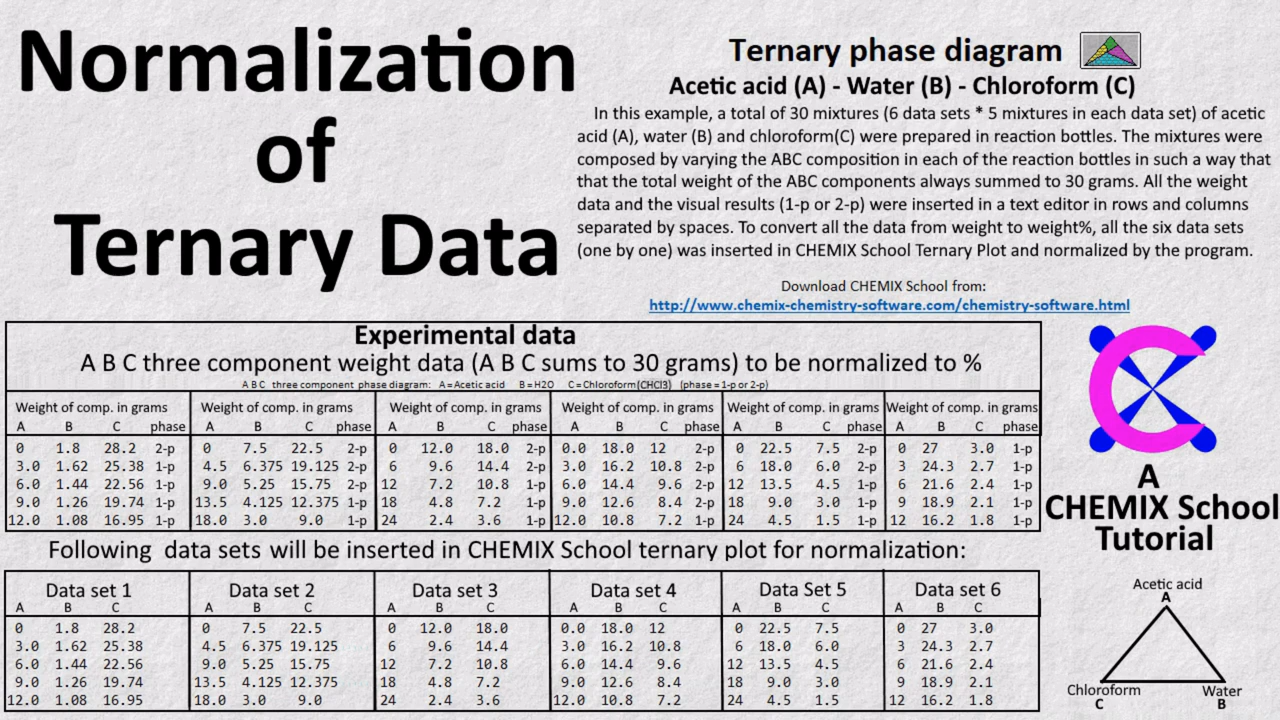 Normalization
of
Ternary Data
Ternary phase diagram
Acetic acid (A) - Water (B) - Chloroform (C)
In this example, a total of 30 mixtures (6 data sets * 5 mixtures in each data set) of acetic
acid (A), water (B) and chloroform(C) were prepared in reaction bottles. The mixtures were
composed by varying the ABC composition in each of the reaction bottles in such a way that
that the total weight of the ABC components always summed to 30 grams. All the weight
data and the visual results (1-p or 2-p) were inserted in a text editor in rows and columns
separated by spaces. To convert all the data from weight to weight%, all the six data sets
(one by one) was inserted in CHEMIX School Ternary Plot and normalized by the program.
Download CHEMIX School from:
http://www.chemix-chemistry-software.com/chemistry-software.html
Experimental data
A B C three component weight data (A B C sums to 30 grams) to be normalized to %
A B C three component phase diagram: A = Acetic acid B = H2O C = Chloroform(CHCl3) (phase = 1-p or 2-p)
Weight of comp. in grams Weight of comp. in grams Weight of comp. in grams Weight of comp. in grams Weight of comp. in grams Weight of comp. in grams
A B C phase A B C phase A B C phase A B C phase A B C phase A B C phase
0 1.8 28.2 2-p 0 7.5 22.5 2-p 0 12.0 18.0 2-p 0.0 18.0 12 2-p 0 22.5 7.5 2-p 0 27 3.0 1-p
3.0 1.62 25.38 1-p 4.5 6.375 19.125 2-p 6 9.6 14.4 2-p 3.0 16.2 10.8 2-p 6 18.0 6.0 2-p 3 24.3 2.7 1-p
6.0 1.44 22.56 1-p 9.0 5.25 15.75 2-p 12 7.2 10.8 1-p 6.0 14.4 9.6 2-p 12 13.5 4.5 1-p 6 21.6 2.4 1-p
9.0 1.26 19.74 1-p 13.5 4.125 12.375 1-p 18 4.8 7.2 1-p 9.0 12.6 8.4 2-p 18 9.0 3.0 1-p 9 18.9 2.1 1-p
12.0 1.08 16.95 1-p 18.0 3.0 9.0 1-p 24 2.4 3.6 1-p 12.0 10.8 7.2 1-p 24 4.5 1.5 1-p 12 16.2 1.8 1-p
A
CHEMIX School
Tutorial
Following data sets will be inserted in CHEMIX School ternary plot for normalization:
Data set 1 Data set 2 Data set 3 Data set 4 Data Set 5 Data set 6
A B C A B C A B C A B C A B C A B C
0 1.8 28.2 0 7.5 22.5 0 12.0 18.0 0.0 18.0 12 0 22.5 7.5 0 27 3.0
3.0 1.62 25.38 4.5 6.375 19.125 6 9.6 14.4 3.0 16.2 10.8 6 18.0 6.0 3 24.3 2.7
6.0 1.44 22.56 9.0 5.25 15.75 12 7.2 10.8 6.0 14.4 9.6 12 13.5 4.5 6 21.6 2.4
9.0 1.26 19.74 13.5 4.125 12.375 18 4.8 7.2 9.0 12.6 8.4 18 9.0 3.0 9 18.9 2.1
12.0 1.08 16.95 18.0 3.0 9.0 24 2.4 3.6 12.0 10.8 7.2 24 4.5 1.5 12 16.2 1.8
Acetic acid
A
Chloroform Water
C B